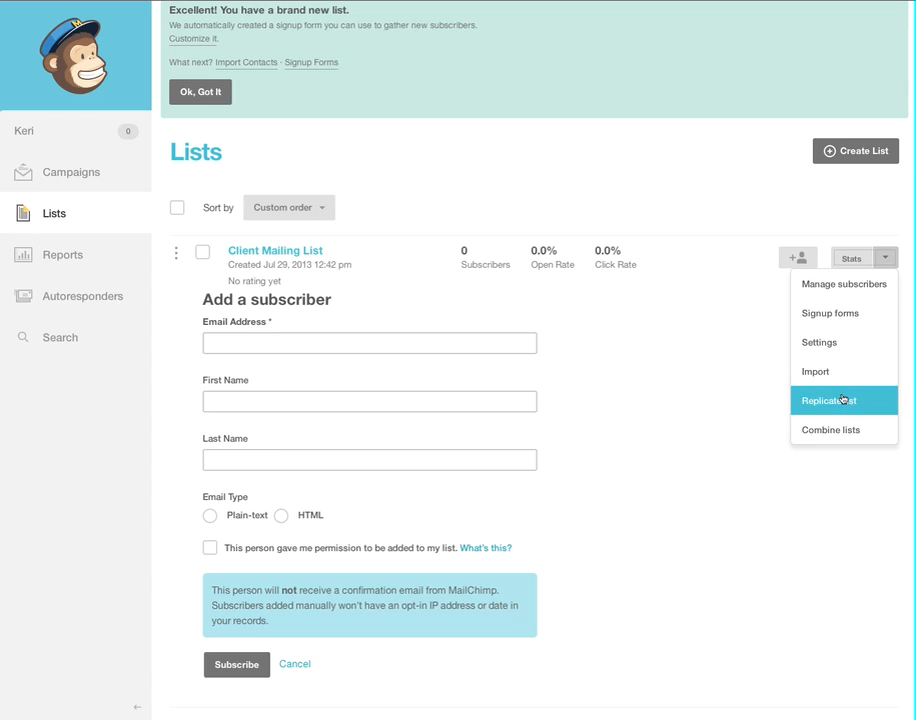 Excellent! You have a brand new list.
We automatically created a signup form you can use to gather new subscribers.
Customize it.
What next? Import Contacts · Signup Forms
Ok, Got It
Keri 0
Campaigns
Lists
Reports
Autoresponders
Search
Lists
Create List
Sort by Custom order
Client Mailing List
Created Jul 29, 2013 12:42 pm
No rating yet
0
Subscribers
0.0%
Open Rate
0.0%
Click Rate
Stats
Manage subscribers
Signup forms
Settings
Import
Replicate list
Combine lists
Add a subscriber
Email Address *
First Name
Last Name
Email Type
Plain-text HTML
This person gave me permission to be added to my list. What's this?
This person will not receive a confirmation email from MailChimp.
Subscribers added manually won't have an opt-in IP address or date in
your records.
Subscribe Cancel